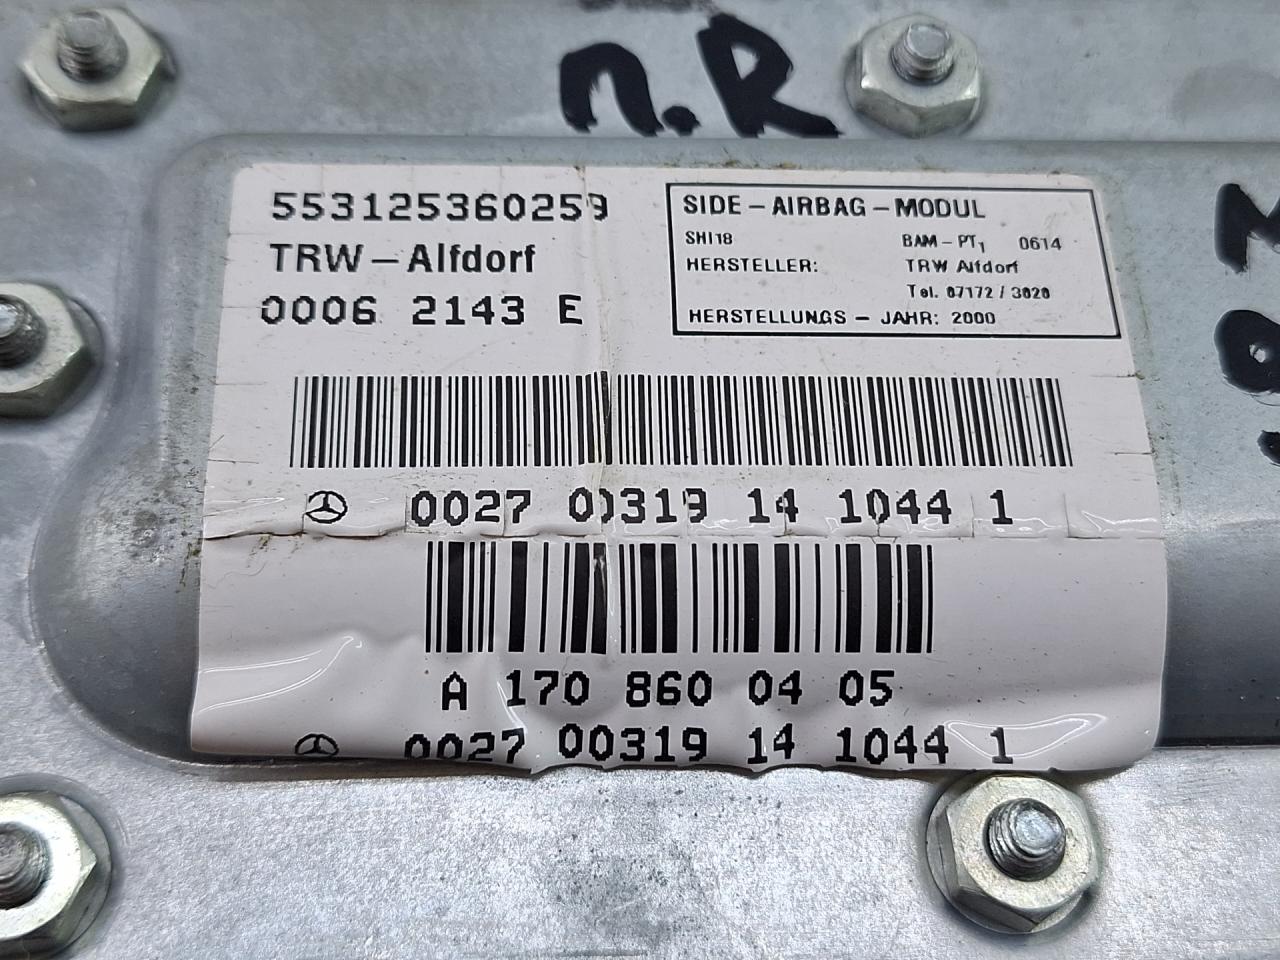 п.R
553125360259
TRW-Alfdorf
0006 2143 E
SIDE-AIRBAG-MODUL
SHI18 BAM-PT1 0614
HERSTELLER: TRW Alfdorf
Tel. 07172/3020
HERSTELLUNGS-JAHR: 2000
0027 00319 14 1044 1
A 170 860 04 05
0027 00319 14 1044 1